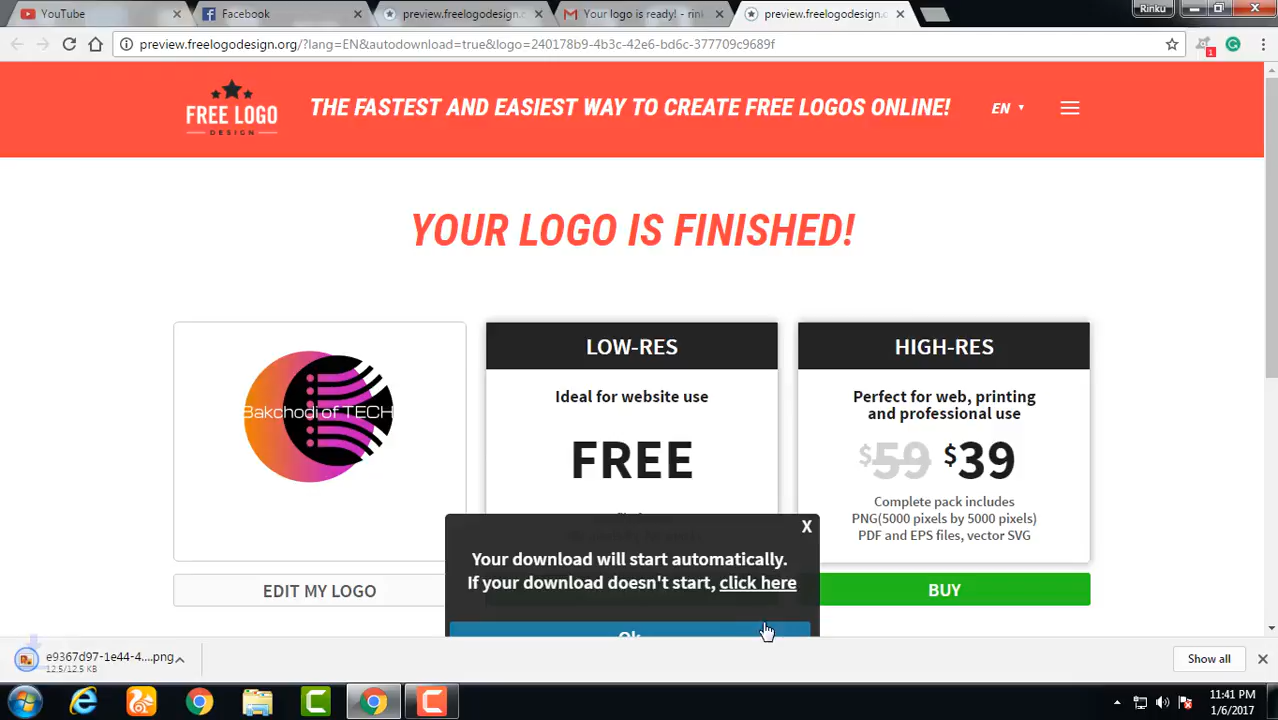 YouTube
Facebook
preview.freelogodesign.o
Your logo is ready! - rink
preview.freelogodesign.o
Rinku
preview.freelogodesign.org/?lang=EN&autodownload=true&logo=240178b9-4b3c-42e6-bd6c-377709c9689f
1
FREE LOGO
DESIGN
THE FASTEST AND EASIEST WAY TO CREATE FREE LOGOS ONLINE!
EN
YOUR LOGO IS FINISHED!
Bakchodi of TECH
LOW-RES
Ideal for website use
FREE
HIGH-RES
Perfect for web, printing
and professional use
$59 $39
Complete pack includes
PNG(5000 pixels by 5000 pixels)
PDF and EPS files, vector SVG
X
Your download will start automatically.
If your download doesn't start, click here
Ok
EDIT MY LOGO
BUY
e9367d97-1e44-4....png
12.5/12.5 KB
Show all
11:41 PM
1/6/2017